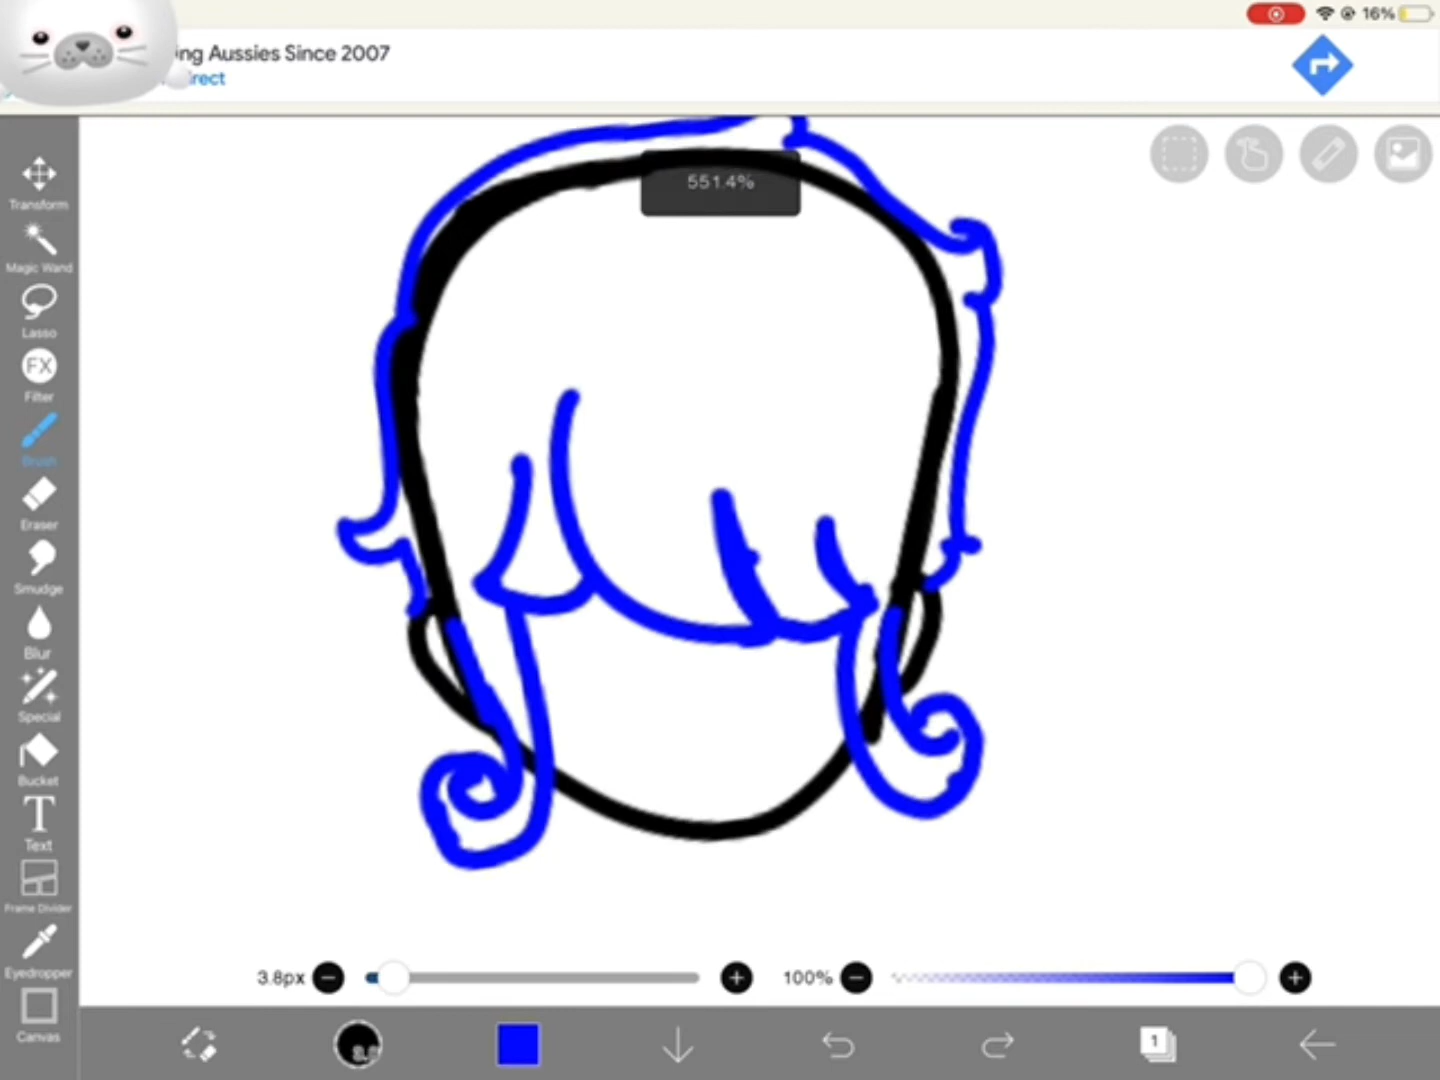 16%
ing Aussies Since 2007
irect
551.4%
Transform
Magic Wand
Lasso
FX
Filter
Brush
Eraser
Smudge
Blur
Special
Bucket
T
Text
Frame Divider
Eyedropper
Canvas
3.8px
100%
1